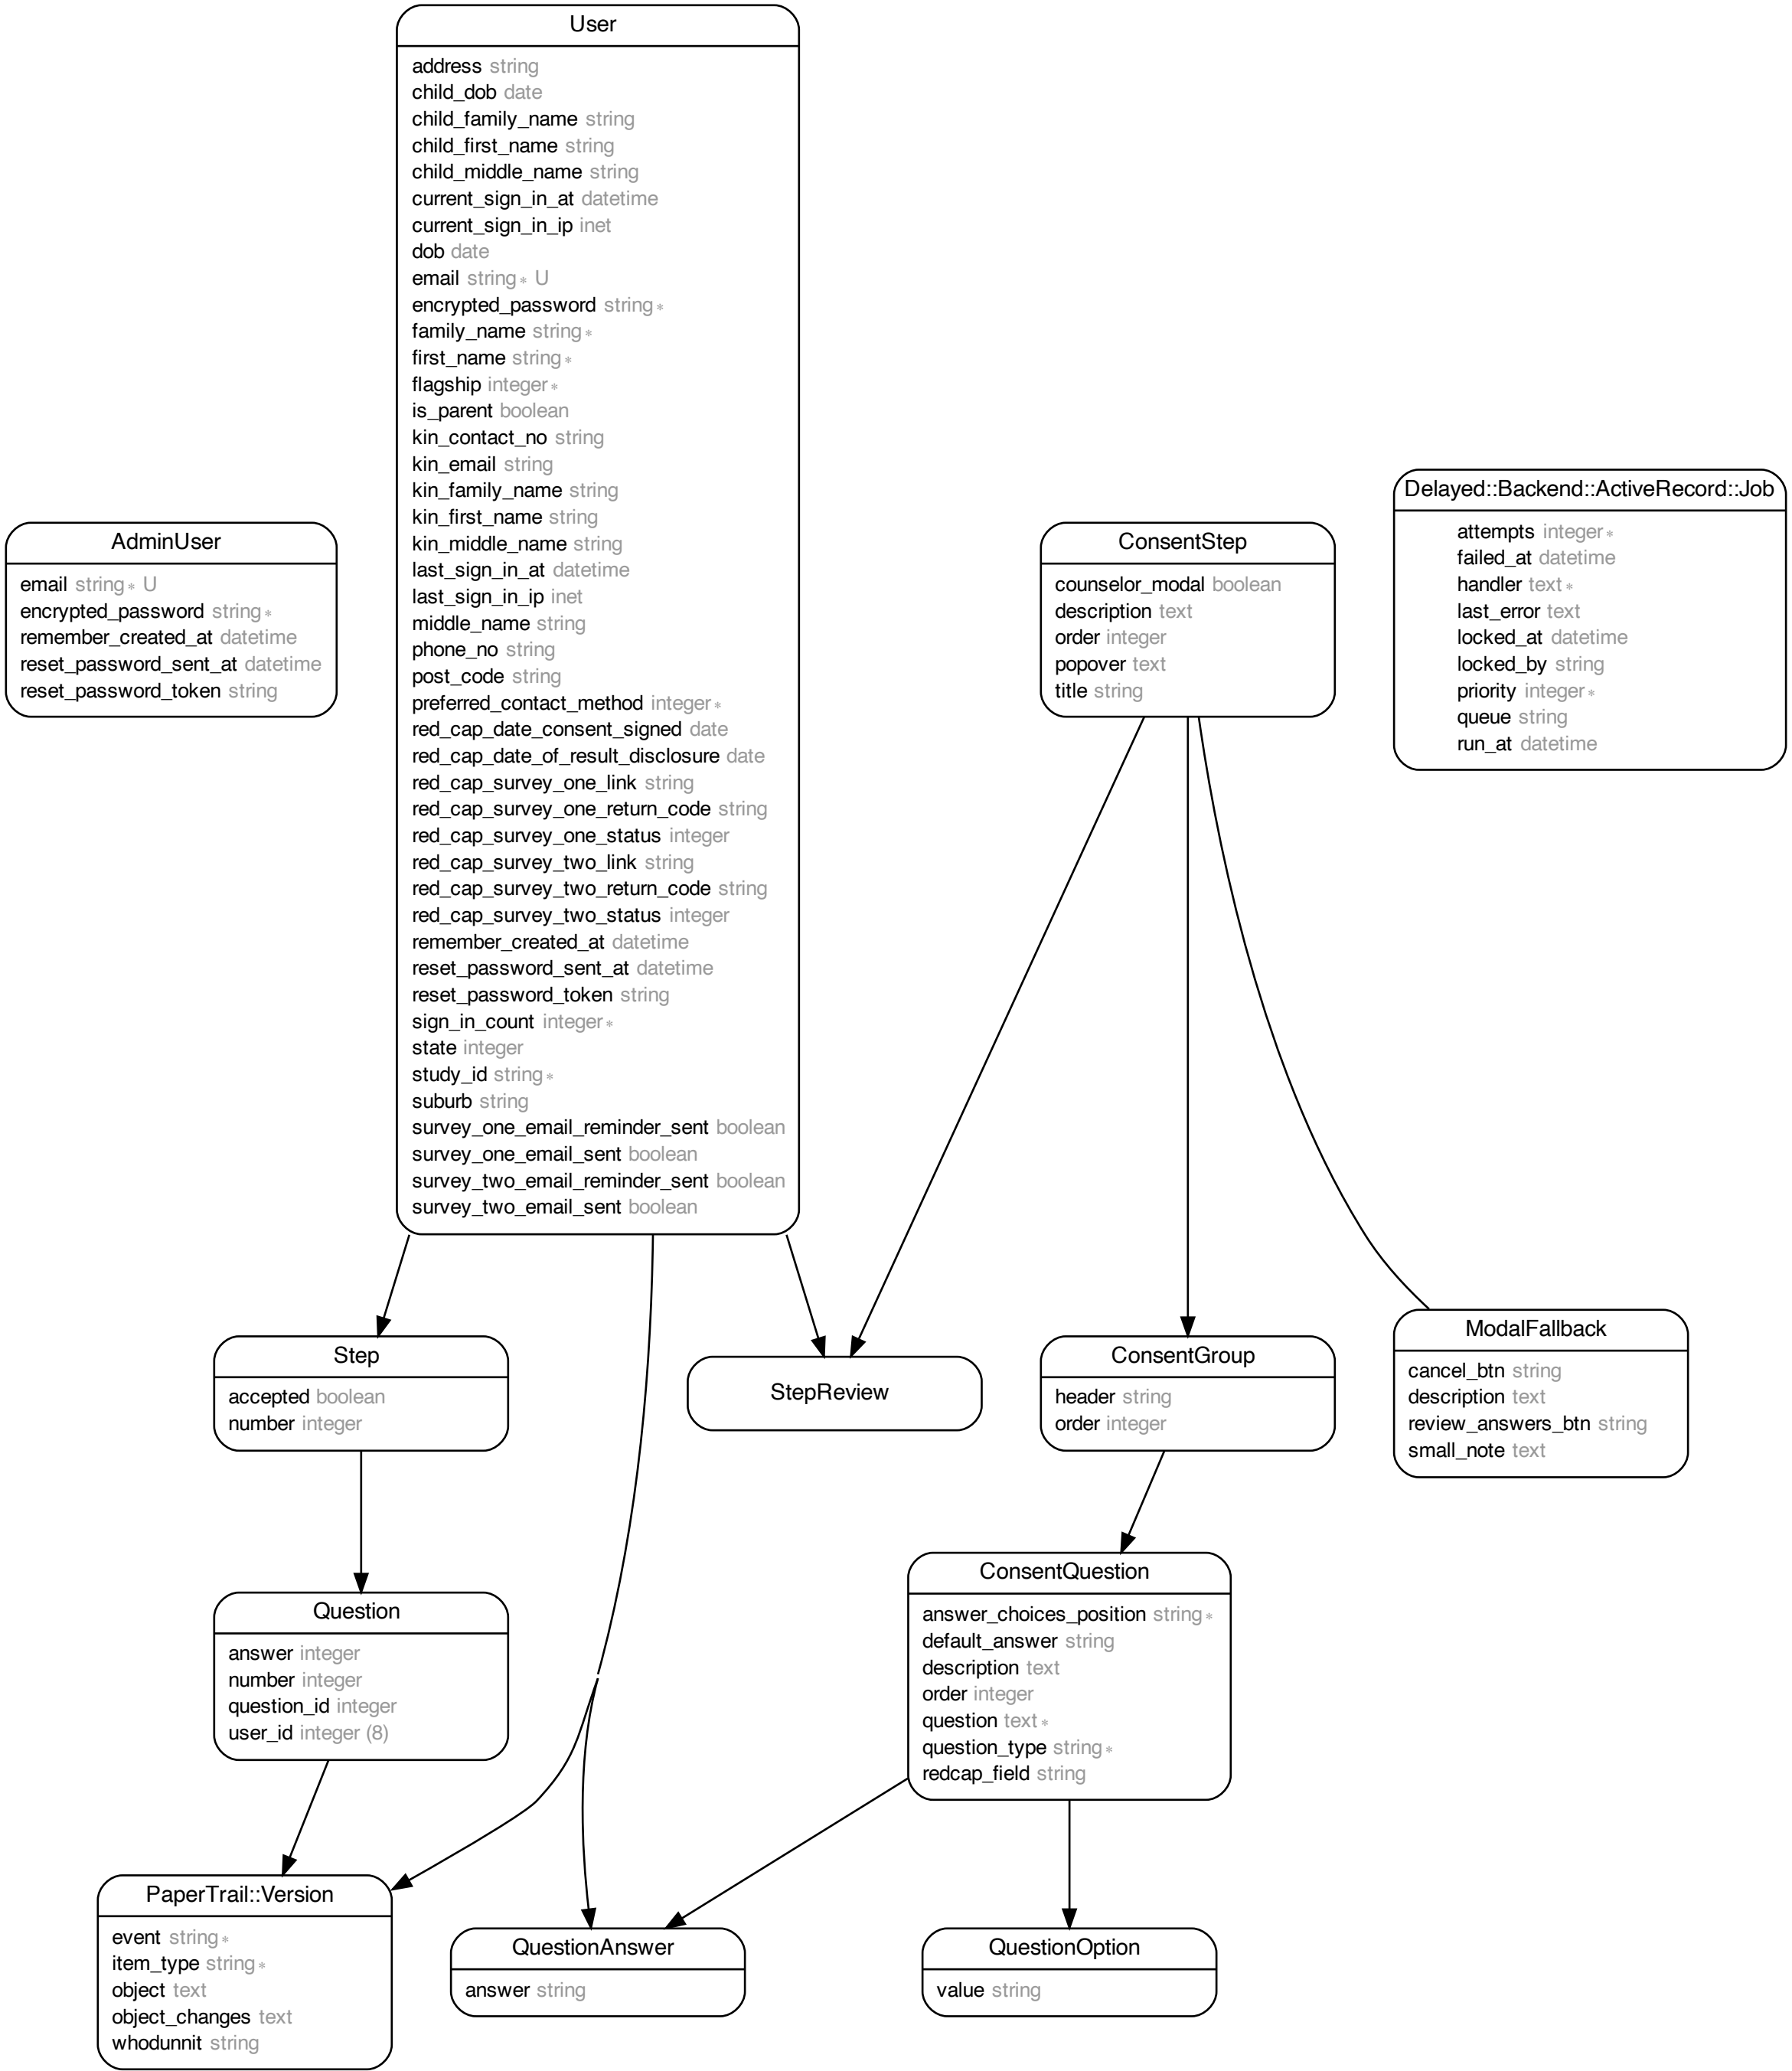 User
address string
child_dob date
child_family_name string
child_first_name string
child_middle_name string
current_sign_in_at datetime
current_sign_in_ip inet
dob date
email string* U
encrypted_password string*
family_name string*
first_name string*
flagship integer*
is_parent boolean
kin_contact_no string
kin_email string
kin_family_name string
kin_first_name string
kin_middle_name string
last_sign_in_at datetime
last_sign_in_ip inet
middle_name string
phone_no string
post_code string
preferred_contact_method integer*
red_cap_date_consent_signed date
red_cap_date_of_result_disclosure date
red_cap_survey_one_link string
red_cap_survey_one_return_code string
red_cap_survey_one_status integer
red_cap_survey_two_link string
red_cap_survey_two_return_code string
red_cap_survey_two_status integer
remember_created_at datetime
reset_password_sent_at datetime
reset_password_token string
sign_in_count integer*
state integer
study_id string*
suburb string
survey_one_email_reminder_sent boolean
survey_one_email_sent boolean
survey_two_email_reminder_sent boolean
survey_two_email_sent boolean
AdminUser
email string* U
encrypted_password string*
remember_created_at datetime
reset_password_sent_at datetime
reset_password_token string
ConsentStep
counselor_modal boolean
description text
order integer
popover text
title string
Delayed::Backend::ActiveRecord::Job
attempts integer*
failed_at datetime
handler text*
last_error text
locked_at datetime
locked_by string
priority integer*
queue string
run_at datetime
Step
accepted boolean
number integer
StepReview
ConsentGroup
header string
order integer
ModalFallback
cancel_btn string
description text
review_answers_btn string
small_note text
Question
answer integer
number integer
question_id integer
user_id integer (8)
ConsentQuestion
answer_choices_position string*
default_answer string
description text
order integer
question text*
question_type string*
redcap_field string
PaperTrail::Version
event string*
item_type string*
object text
object_changes text
whodunnit string
QuestionAnswer
answer string
QuestionOption
value string